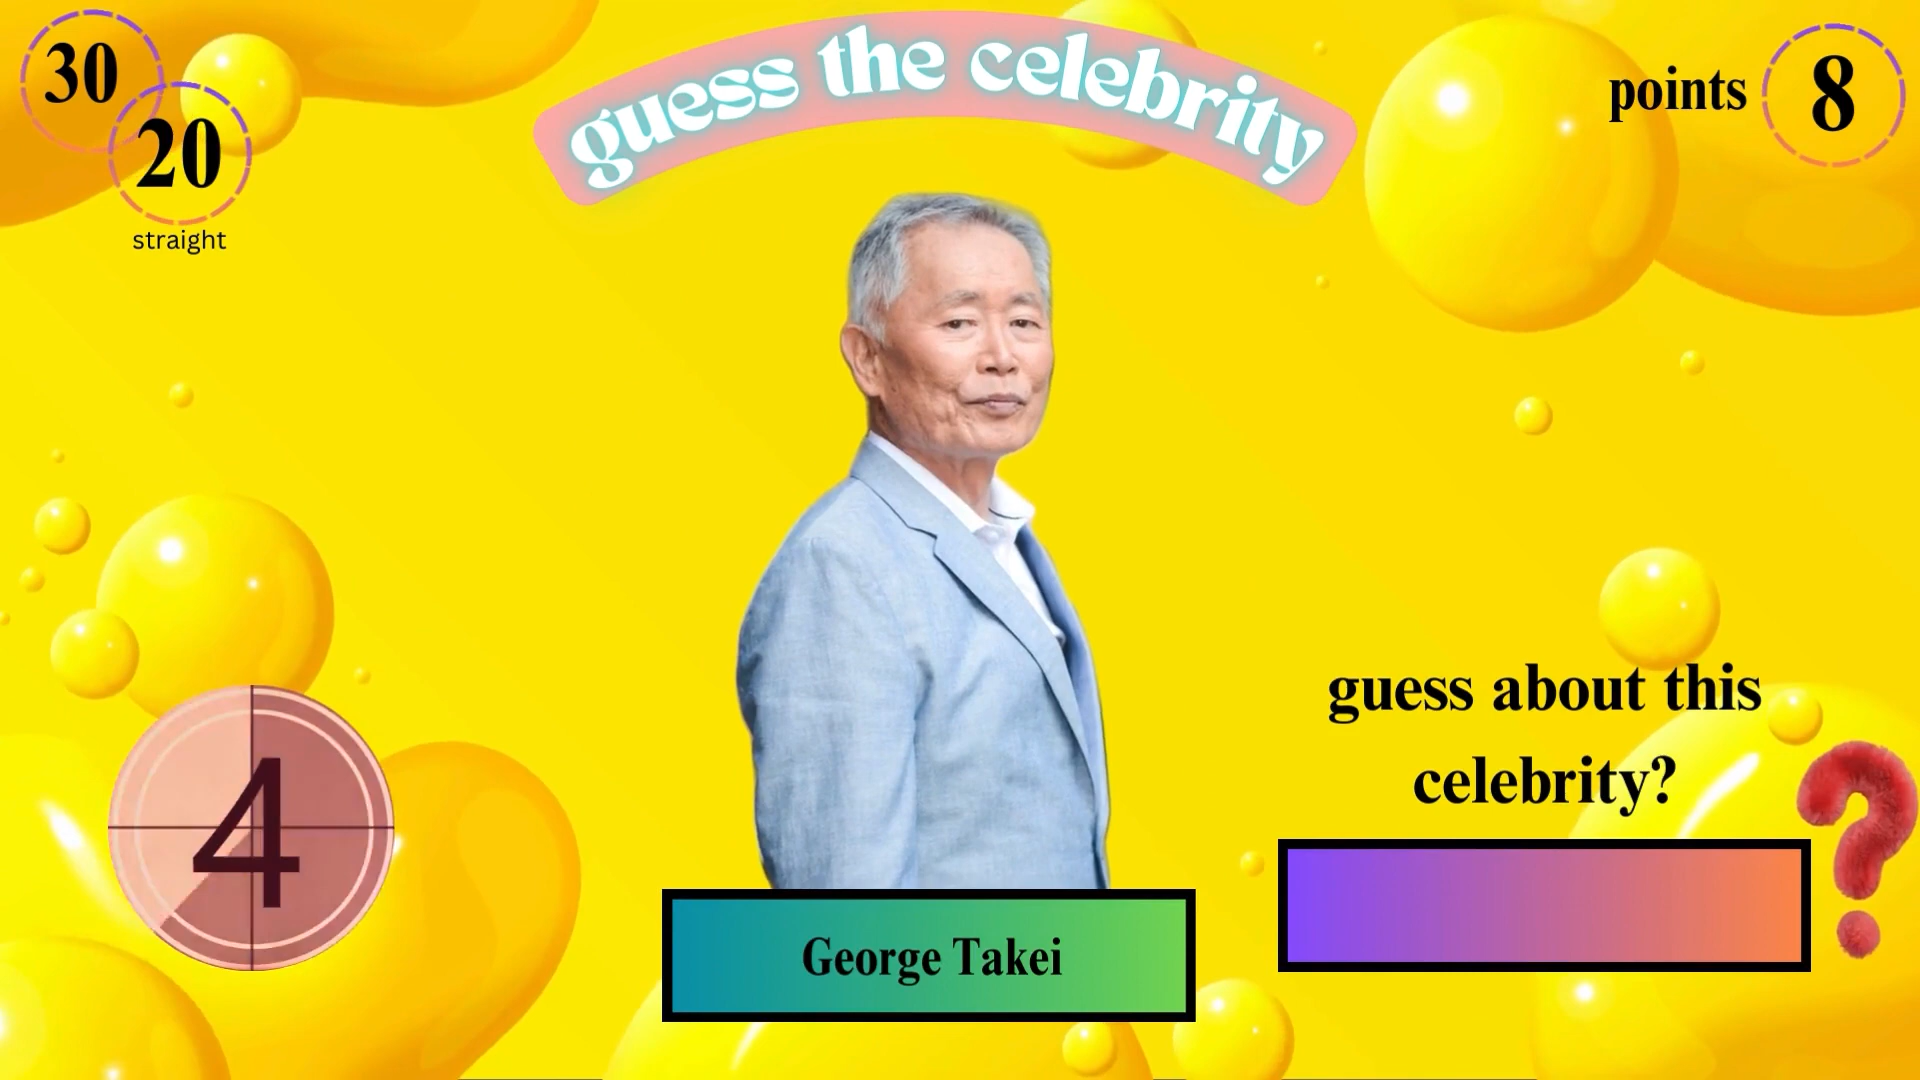 30
20
straight
guess the celebrity
points 8
guess about this
celebrity?
4
George Takei